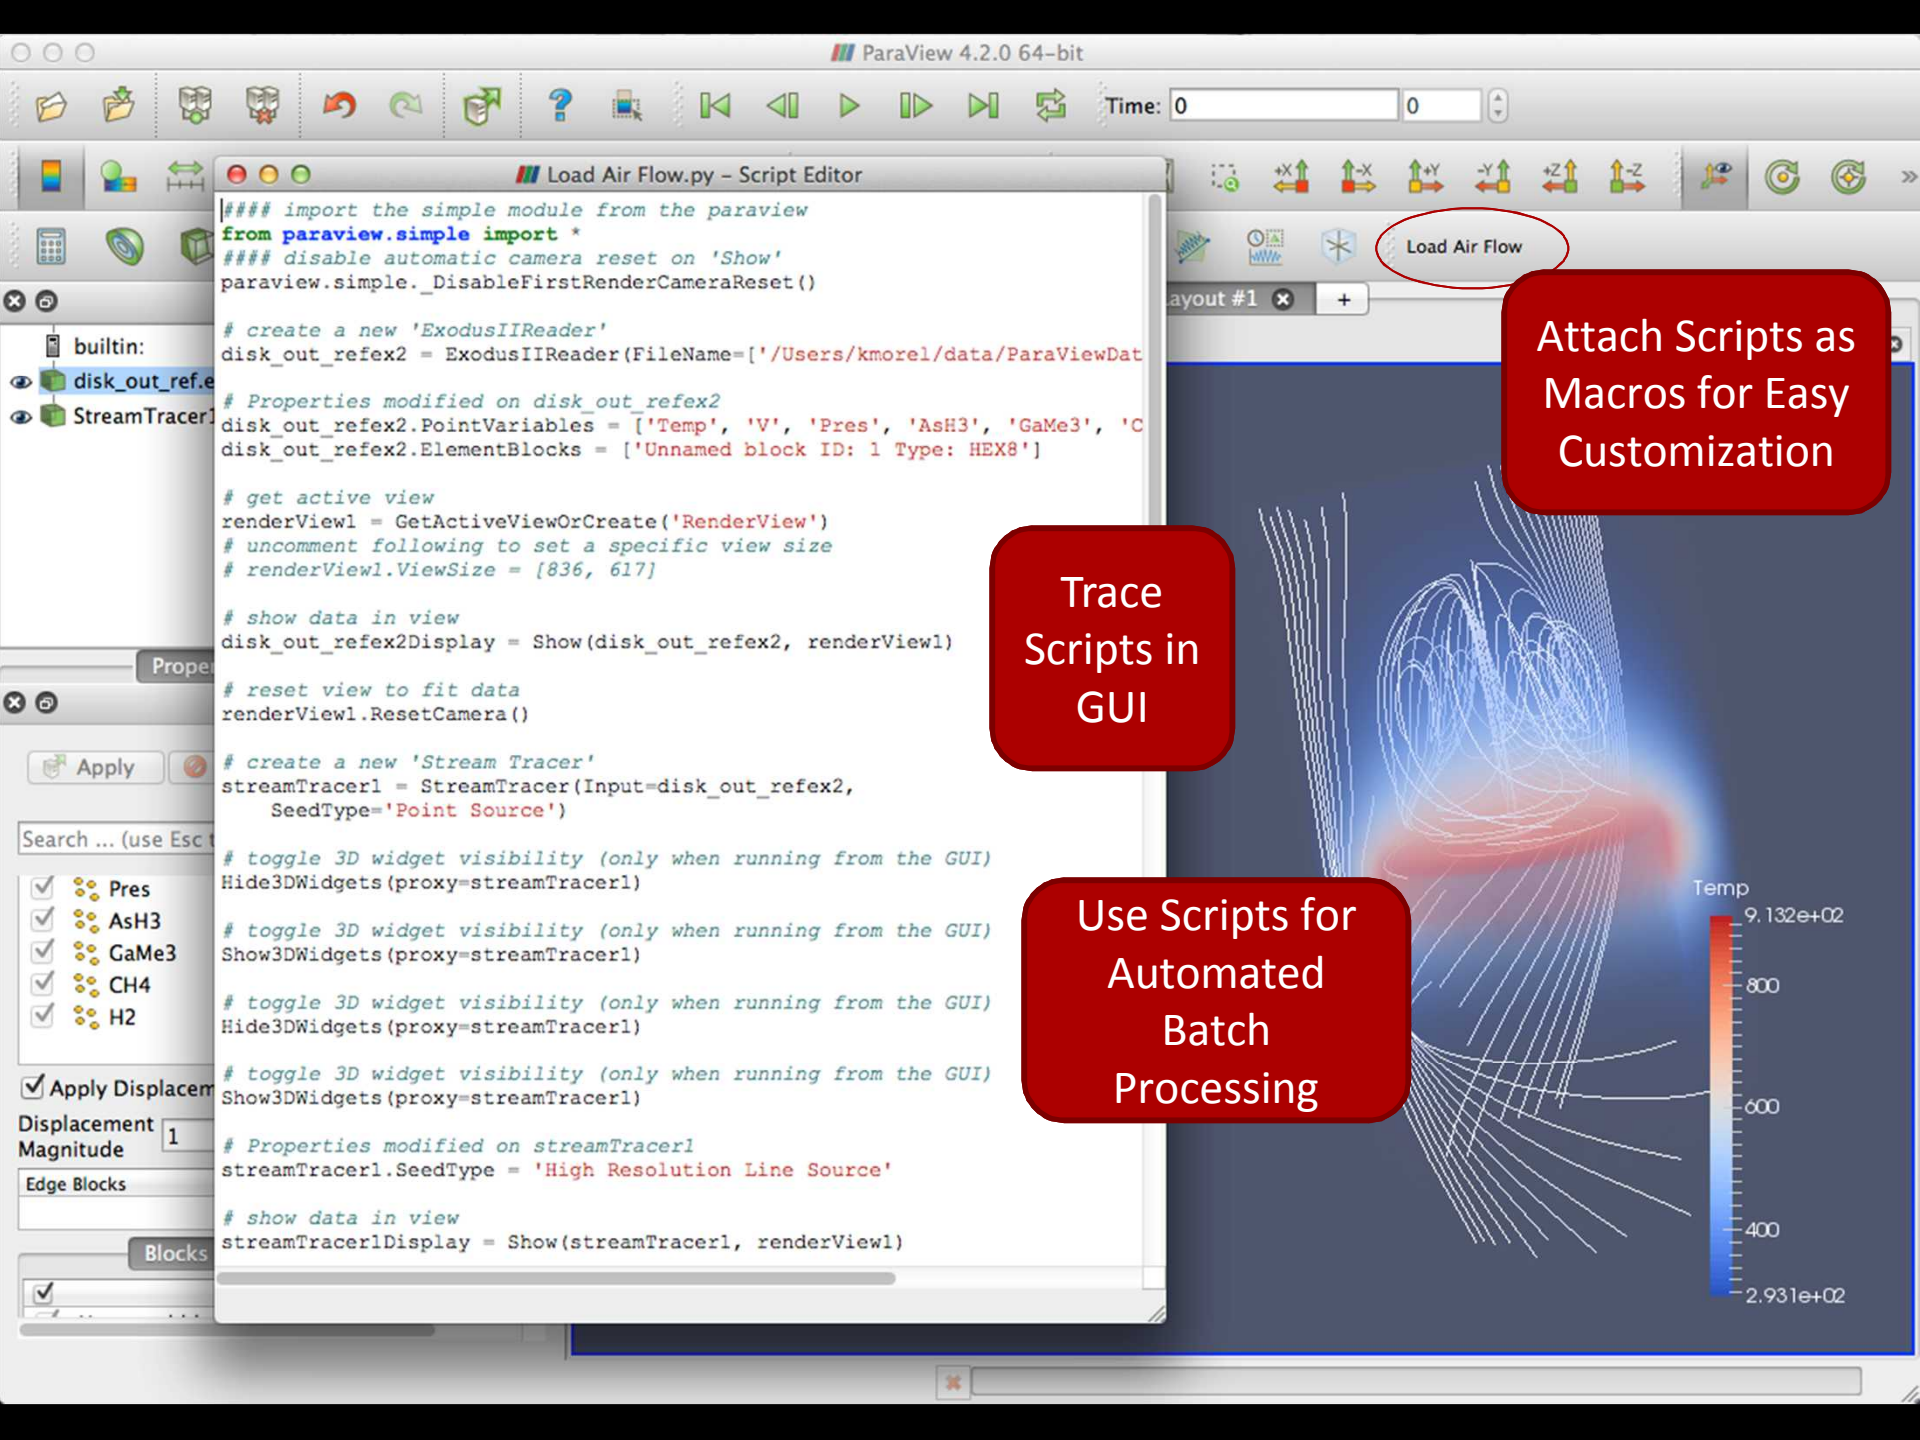 ParaView 4.2.0 64-bit
Time: 0
0
+X
-X
+Y
-Y
+Z
-Z
Load Air Flow.py – Script Editor
Load Air Flow
builtin:
disk_out_ref.e
StreamTracer1
Proper
Apply
Search ... (use Esc t
Pres
AsH3
GaMe3
CH4
H2
Apply Displacem
Displacement
Magnitude
1
Edge Blocks
Blocks
#### import the simple module from the paraview
from paraview.simple import *
#### disable automatic camera reset on 'Show'
paraview.simple._DisableFirstRenderCameraReset()
# create a new 'ExodusIIReader'
disk_out_refex2 = ExodusIIReader(FileName=['/Users/kmorel/data/ParaViewDat
# Properties modified on disk_out_refex2
disk_out_refex2.PointVariables = ['Temp', 'V', 'Pres', 'AsH3', 'GaMe3', 'C
disk_out_refex2.ElementBlocks = ['Unnamed block ID: 1 Type: HEX8']
# get active view
renderView1 = GetActiveViewOrCreate('RenderView')
# uncomment following to set a specific view size
# renderView1.ViewSize = [836, 617]
# show data in view
disk_out_refex2Display = Show(disk_out_refex2, renderView1)
# reset view to fit data
renderView1.ResetCamera()
# create a new 'Stream Tracer'
streamTracer1 = StreamTracer(Input=disk_out_refex2,
SeedType='Point Source')
# toggle 3D widget visibility (only when running from the GUI)
Hide3DWidgets(proxy=streamTracer1)
# toggle 3D widget visibility (only when running from the GUI)
Show3DWidgets(proxy=streamTracer1)
# toggle 3D widget visibility (only when running from the GUI)
Hide3DWidgets(proxy=streamTracer1)
# toggle 3D widget visibility (only when running from the GUI)
Show3DWidgets(proxy=streamTracer1)
# Properties modified on streamTracer1
streamTracer1.SeedType = 'High Resolution Line Source'
# show data in view
streamTracer1Display = Show(streamTracer1, renderView1)
ayout #1
+
Attach Scripts as
Macros for Easy
Customization
Trace
Scripts in
GUI
Use Scripts for
Automated
Batch
Processing
Temp
9.132e+02
800
600
400
2.931e+02